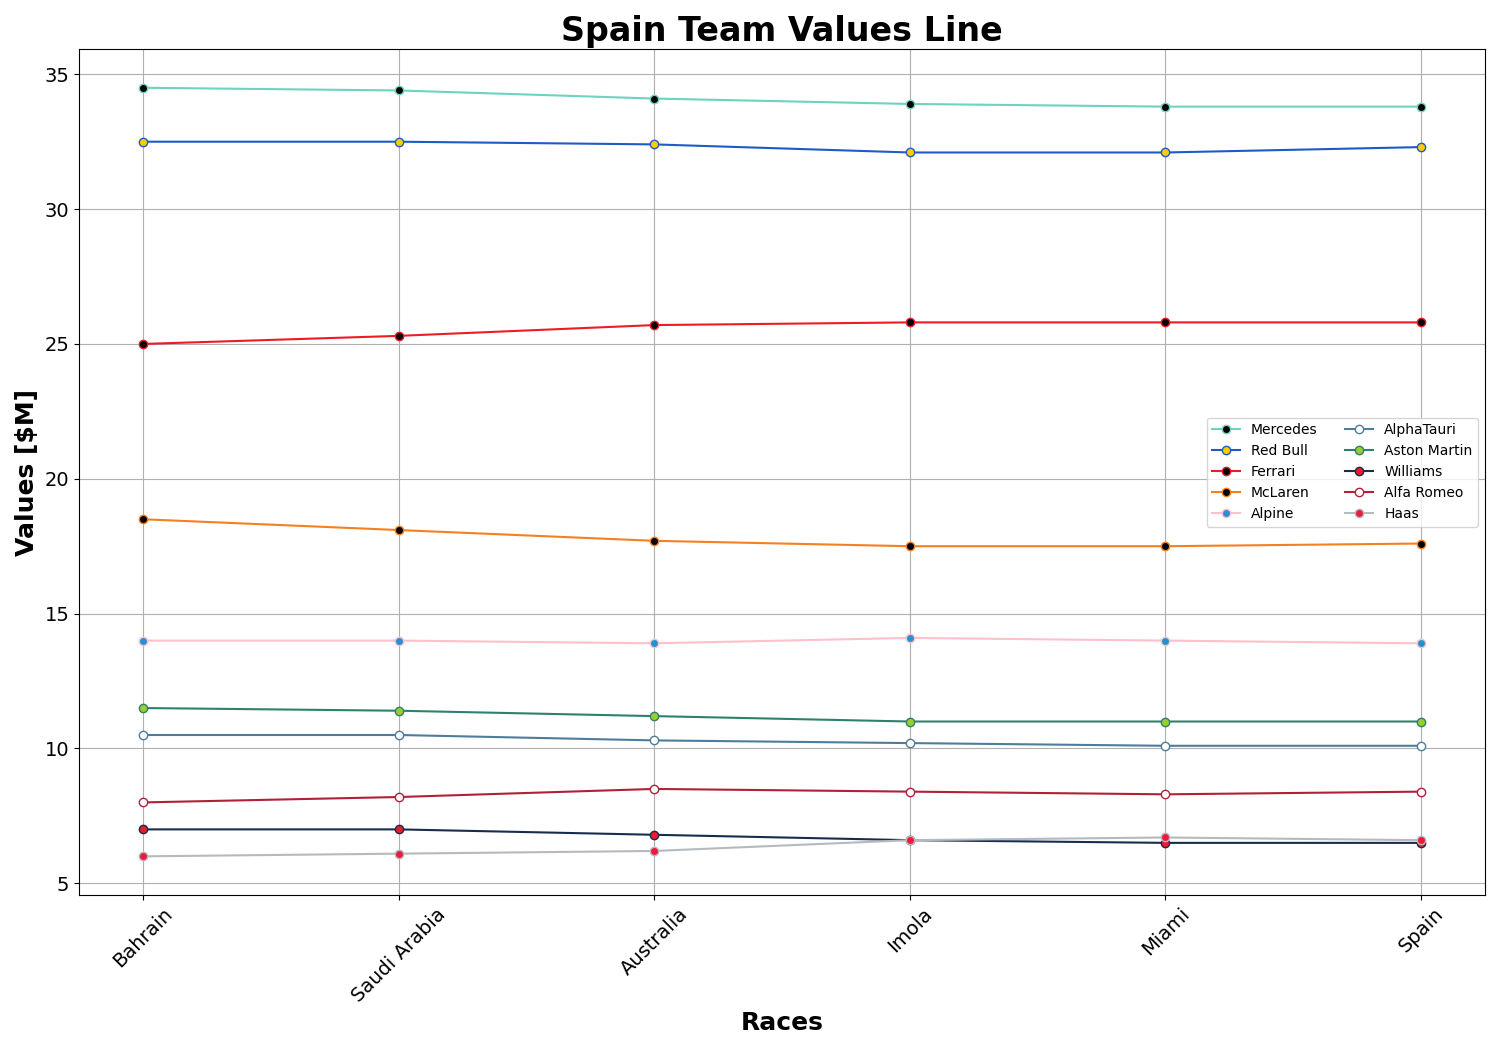 Spain Team Values Line
Values [$M]
35
30
25
20
15
10
5
Mercedes
Red Bull
Ferrari
McLaren
Alpine
AlphaTauri
Aston Martin
Williams
Alfa Romeo
Haas
Bahrain
Saudi Arabia
Australia
Imola
Miami
Spain
Races